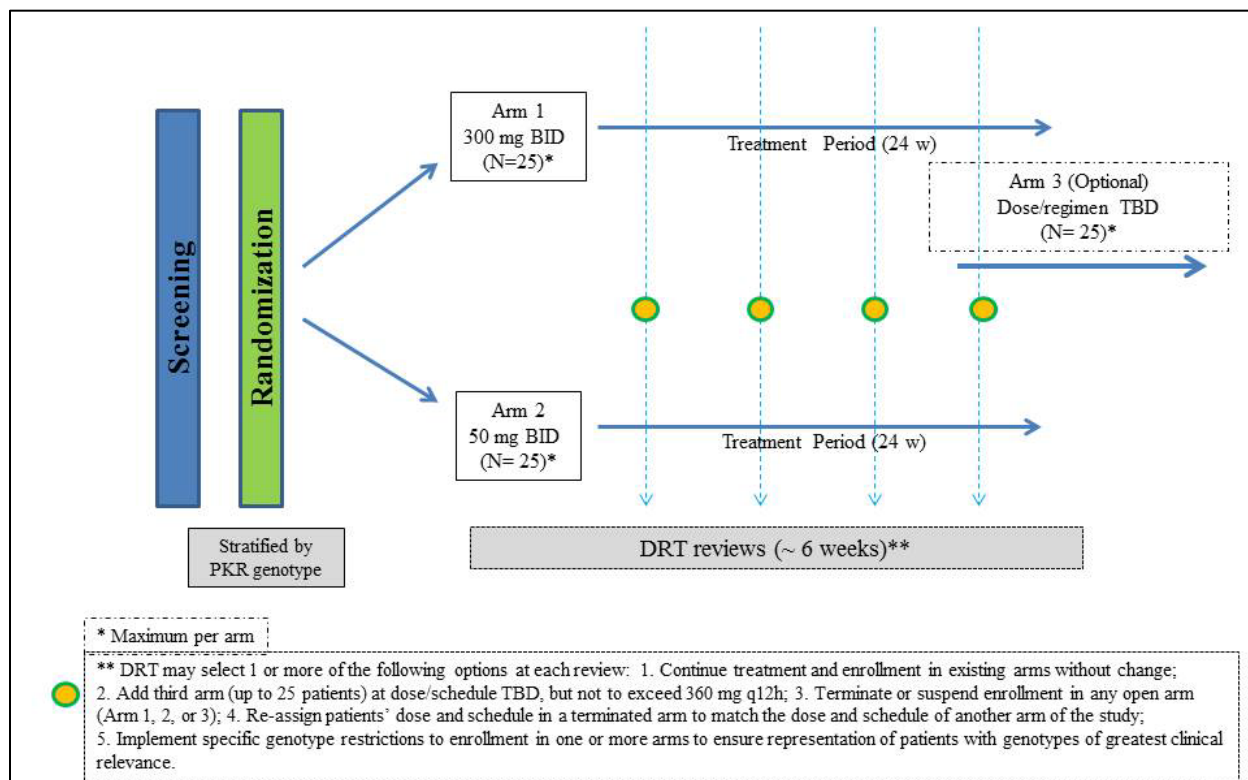 Screening
Randomization
Stratified by
PKR genotype
Arm 1
300 mg BID
(N=25)*
Treatment Period (24 w)
Arm 3 (Optional)
Dose/regimen TBD
(N= 25)*
Arm 2
50 mg BID
(N= 25)*
Treatment Period (24 w)
DRT reviews (~ 6 weeks)**
* Maximum per arm
** DRT may select 1 or more of the following options at each review: 1. Continue treatment and enrollment in existing arms without change;
2. Add third arm (up to 25 patients) at dose/schedule TBD, but not to exceed 360 mg q12h; 3. Terminate or suspend enrollment in any open arm
(Arm 1, 2, or 3); 4. Re-assign patients’ dose and schedule in a terminated arm to match the dose and schedule of another arm of the study;
5. Implement specific genotype restrictions to enrollment in one or more arms to ensure representation of patients with genotypes of greatest clinical
relevance.